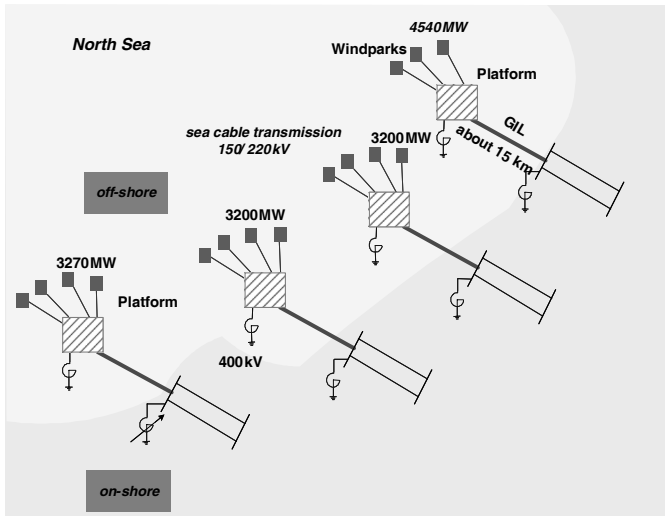 North Sea
4540MW
Windparks
Platform
GIL
about 15 km
sea cable transmission
150/220kV
3200MW
off-shore
3200MW
3270MW
Platform
400kV
on-shore